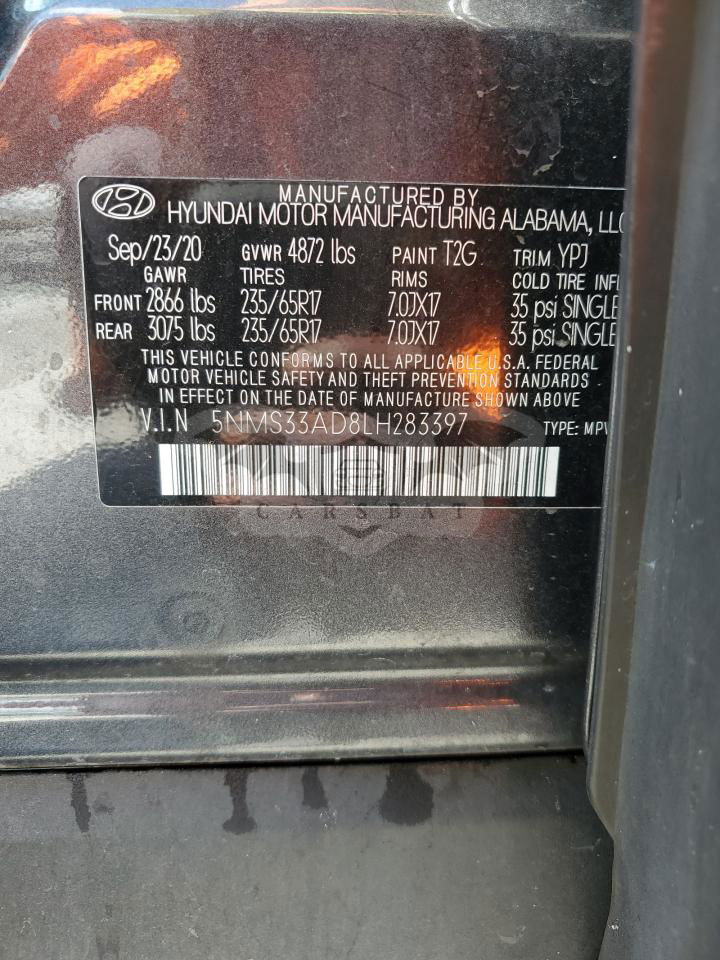 MANUFACTURED BY
HYUNDAI MOTOR MANUFACTURING ALABAMA, LLC
Sep/23/20 GVWR 4872 lbs PAINT T2G TRIM YPJ
GAWR TIRES RIMS COLD TIRE INFL
FRONT 2866 lbs 235/65R17 7.0JX17 35 psi SINGLE
REAR 3075 lbs 235/65R17 7.0JX17 35 psi SINGLE
THIS VEHICLE CONFORMS TO ALL APPLICABLE U.S.A. FEDERAL
MOTOR VEHICLE SAFETY AND THEFT PREVENTION STANDARDS
IN EFFECT ON THE DATE OF MANUFACTURE SHOWN ABOVE
V.I.N 5NMS33AD8LH283397 TYPE: MPV
CARSBAT